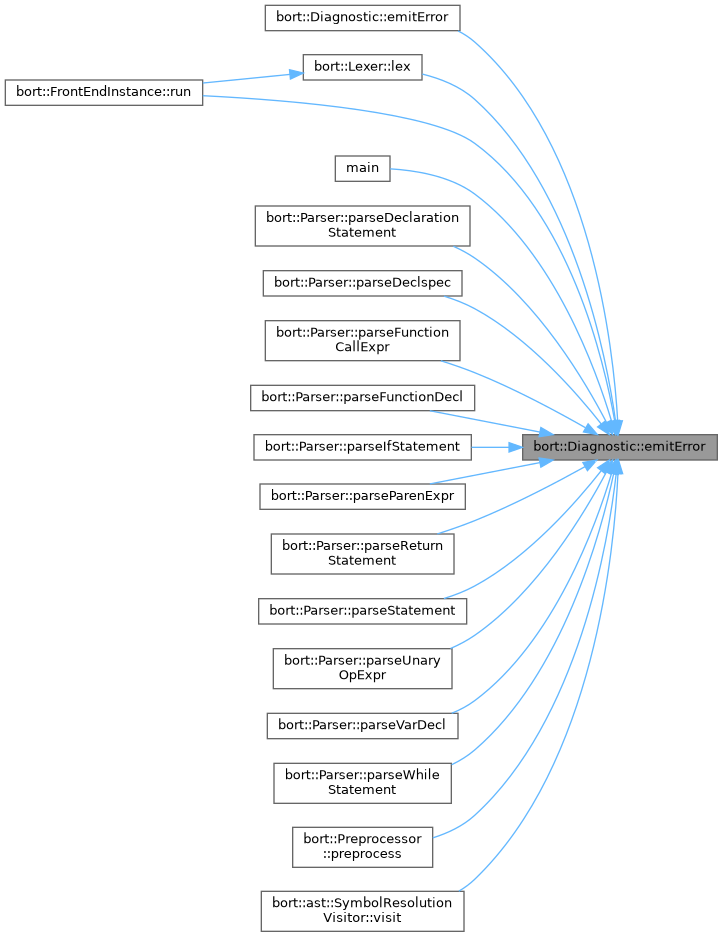 bort::Diagnostic::emitError
bort::Lexer::lex
bort::FrontEndInstance::run
main
bort::Parser::parseDeclaration
Statement
bort::Parser::parseDeclspec
bort::Parser::parseFunction
CallExpr
bort::Parser::parseFunctionDecl
bort::Parser::parseIfStatement
bort::Diagnostic::emitError
bort::Parser::parseParenExpr
bort::Parser::parseReturn
Statement
bort::Parser::parseStatement
bort::Parser::parseUnary
OpExpr
bort::Parser::parseVarDecl
bort::Parser::parseWhile
Statement
bort::Preprocessor
::preprocess
bort::ast::SymbolResolution
Visitor::visit